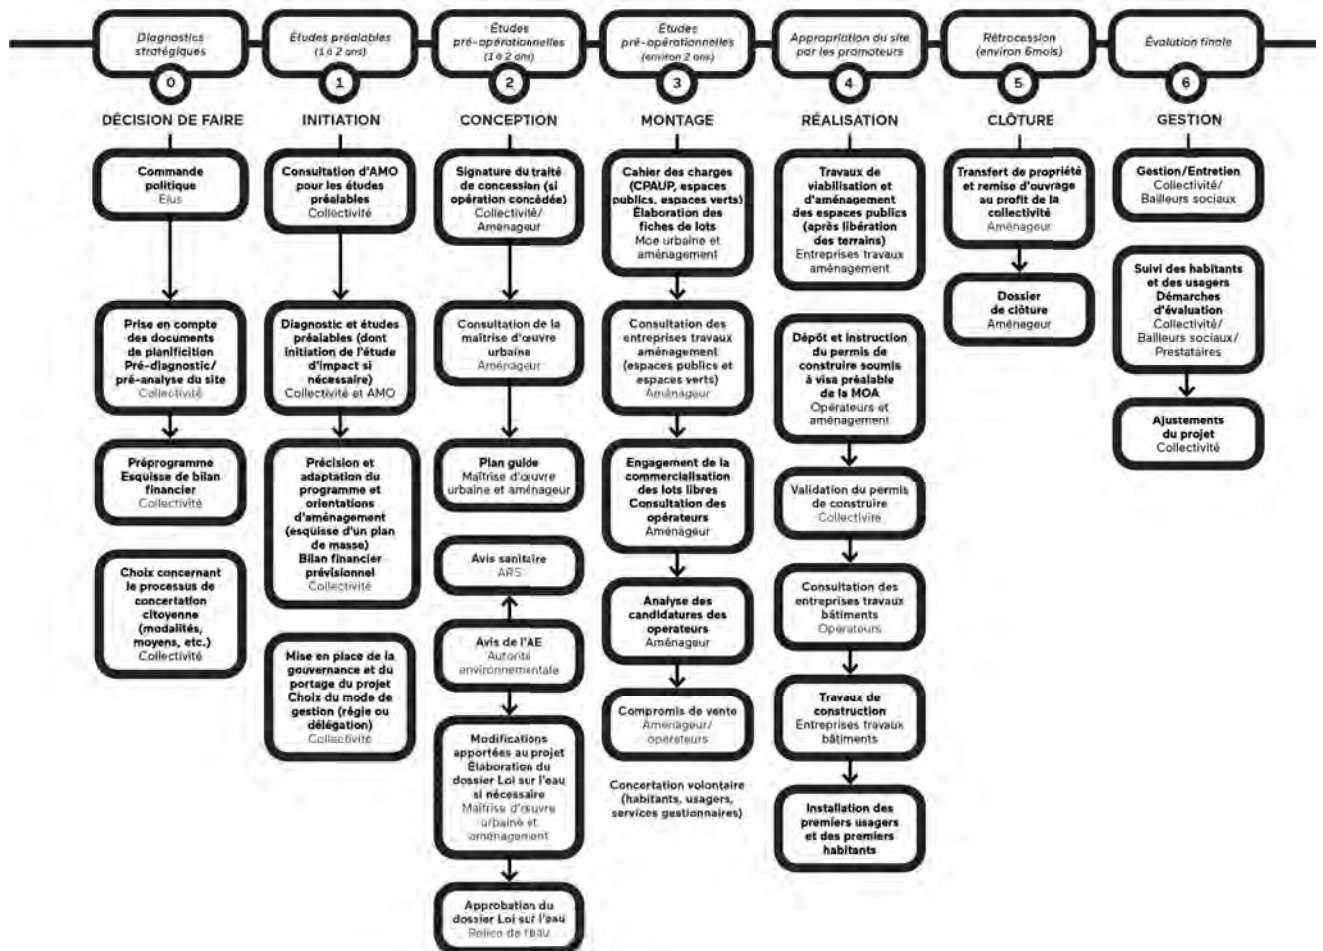 Diagnostics
stratégiques
0
DÉCISION DE FAIRE
Commande
politique
Élus
Prise en compte
des documents
de planificition
Pré-diagnostic/
pré-analyse du site
Collectivité
Préprogramme
Esquisse de bilan
financier
Collectivité
Choix concernant
le processus de
concertation
citoyenne
(modalités,
moyens, etc.)
Collectivité
Études préalables
(1 à 2 ans)
1
INITIATION
Consultation d'AMO
pour les études
préalables
Collectivité
Diagnostic et études
préalables (dont
initiation de l'étude
d'impact si
nécessaire)
Collectivité et AMO
Précision et
adaptation du
programme et
orientations
d'aménagement
(esquisse d'un plan
de masse)
Bilan financier
prévisionnel
Collectivité
Mise en place de la
gouvernance et du
portage du projet
Choix du mode de
gestion (régie ou
délégation)
Collectivité
Études
pré-opérationnelles
(1 à 2 ans)
2
CONCEPTION
Signature du traité
de concession (si
opération concédée)
Collectivité/
Aménageur
Consultation de la
maîtrise d'œuvre
urbaine
Aménageur
Plan guide
Maîtrise d'œuvre
urbaine et aménageur
Avis sanitaire
ARS
Avis de l'AE
Autorité
environnementale
Modifications
apportées au projet
Élaboration du
dossier Loi sur l'eau
si nécessaire
Maîtrise d'œuvre
urbaine et
aménagement
Approbation du
dossier Loi sur l'eau
Police de l'eau
Études
pré-opérationnelles
(environ 2 ans)
3
MONTAGE
Cahier des charges
(CPAUP, espaces
publics, espaces verts)
Élaboration des
fiches de lots
Moe urbaine et
aménagement
Consultation des
entreprises travaux
aménagement
(espaces publics et
espaces verts)
Aménageur
Engagement de la
commercialisation
des lots libres
Consultation des
opérateurs
Aménageur
Analyse des
candidatures des
operateurs
Aménageur
Compromis de vente
Aménageur/
opérateurs
Concertation volontaire
(habitants, usagers,
services gestionnaires)
Appropriation du site
par les promoteurs
4
RÉALISATION
Travaux de
viabilisation et
d'aménagement
des espaces publics
(après libération
des terrains)
Entreprises travaux
aménagement
Dépôt et instruction
du permis de
construire soumis
à visa préalable
de la MOA
Opérateurs et
aménagement
Validation du permis
de construire
Collectivité
Consultation des
entreprises travaux
bâtiments
Opérateurs
Travaux de
construction
Entreprises travaux
bâtiments
Installation des
premiers usagers
et des premiers
habitants
Rétrocession
(environ 6mois)
5
CLÔTURE
Transfert de propriété
et remise d'ouvrage
au profit de la
collectivité
Aménageur
Dossier
de clôture
Aménageur
Évolution finale
6
GESTION
Gestion/Entretien
Collectivité/
Bailleurs sociaux
Suivi des habitants
et des usagers
Démarches
d'évaluation
Collectivité/
Bailleurs sociaux/
Prestataires
Ajustements
du projet
Collectivité